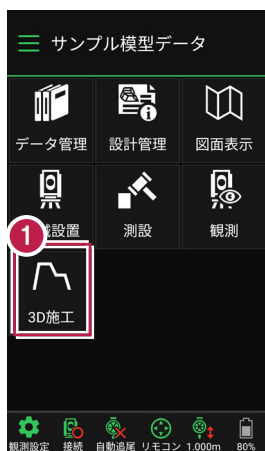 サンプル模型データ
データ管理 設計管理 図面表示
械設置 測設 観測
1
3D施工
観測設定 接続 自動追尾 リモコン 1.000m 80%